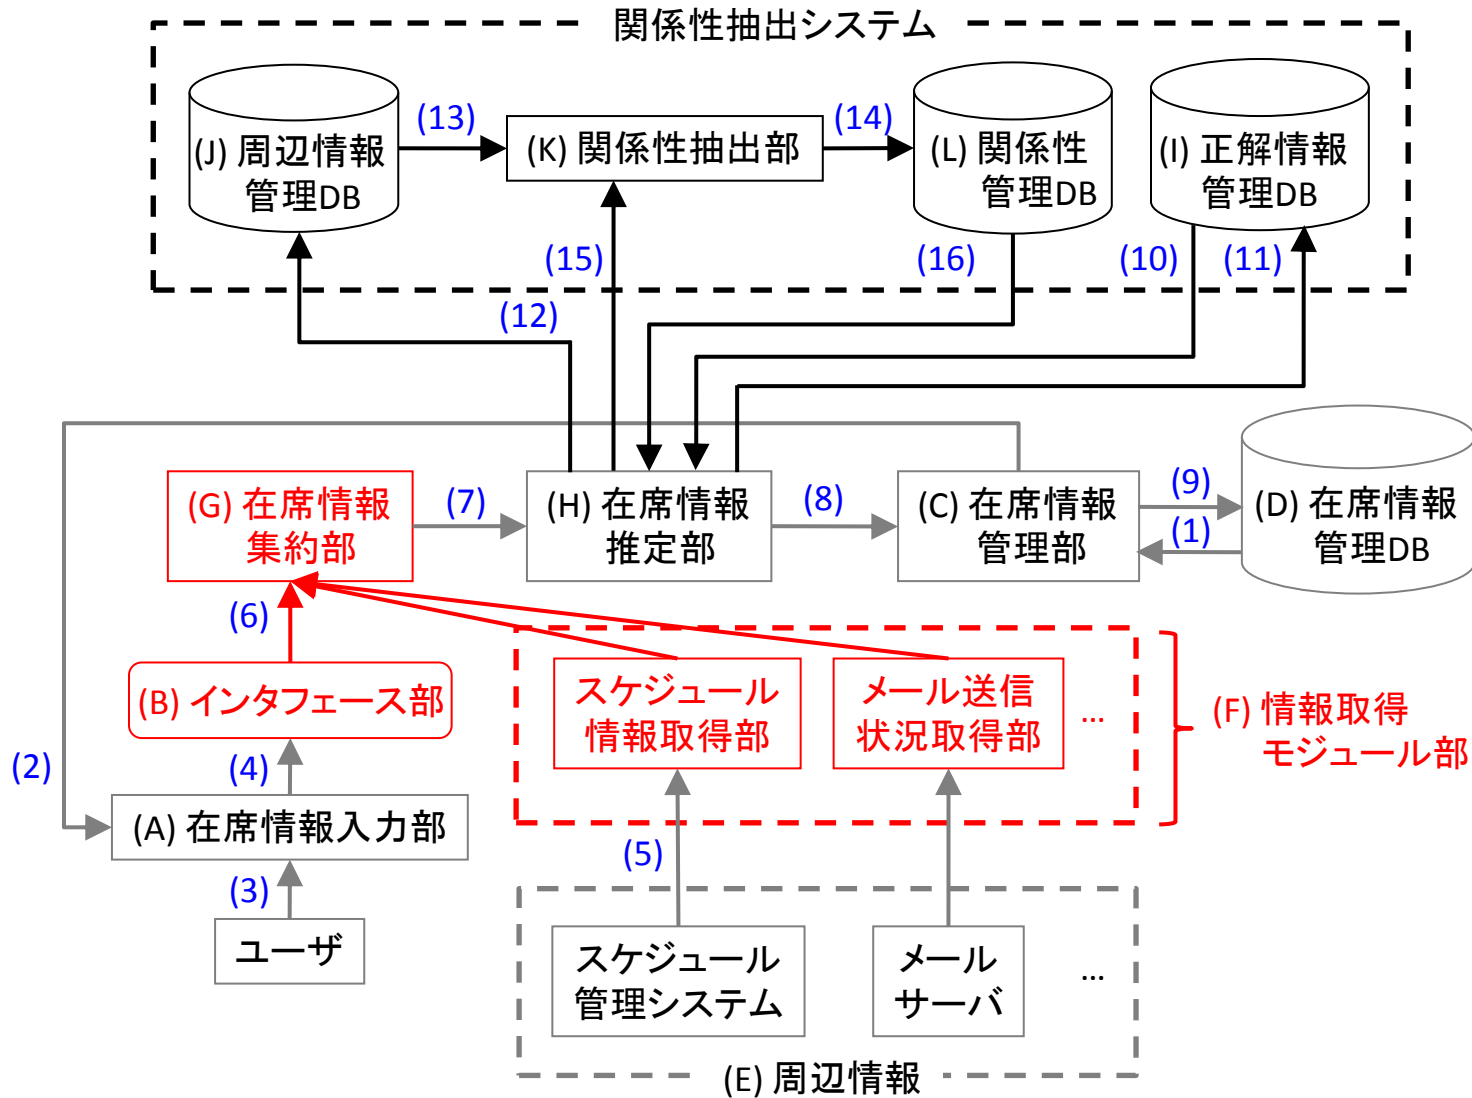 関係性抽出システム
(13)
(14)
(J) 周辺情報
管理DB
(K) 関係性抽出部
(L) 関係性
管理DB
(I) 正解情報
管理DB
(15)
(16)
(10)
(11)
(12)
(G) 在席情報
集約部
(7)
(H) 在席情報
推定部
(8)
(C) 在席情報
管理部
(9)
(1)
(D) 在席情報
管理DB
(6)
(B) インタフェース部
スケジュール
情報取得部
メール送信
状況取得部
...
(F) 情報取得
モジュール部
(2)
(4)
(A) 在席情報入力部
(5)
(3)
ユーザ
スケジュール
管理システム
メール
サーバ
...
(E) 周辺情報